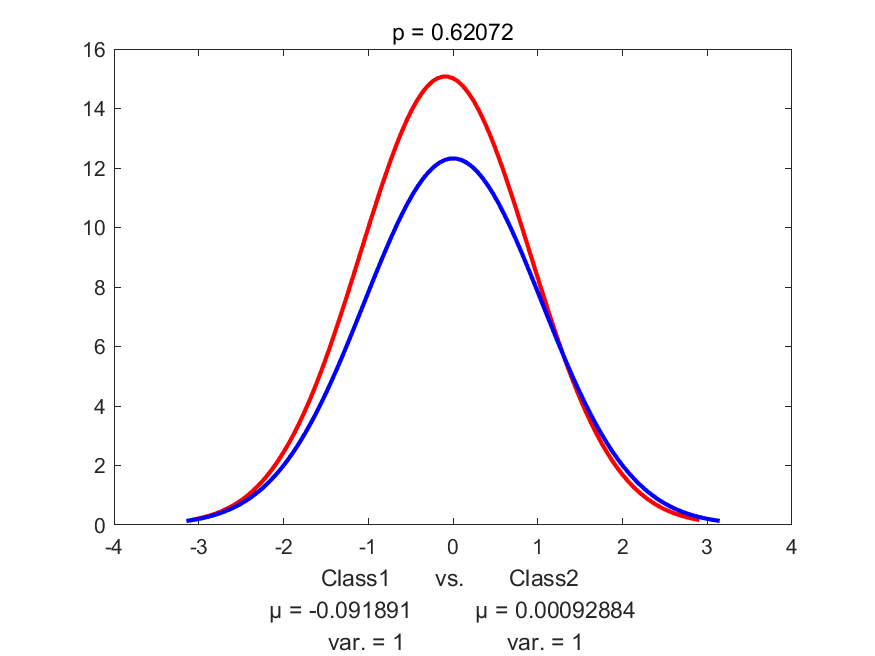 p = 0.62072
16
14
12
10
8
6
4
2
0
-4 -3 -2 -1 0 1 2 3 4
Class1 vs. Class2
μ = -0.091891 μ = 0.00092884
var. = 1 var. = 1